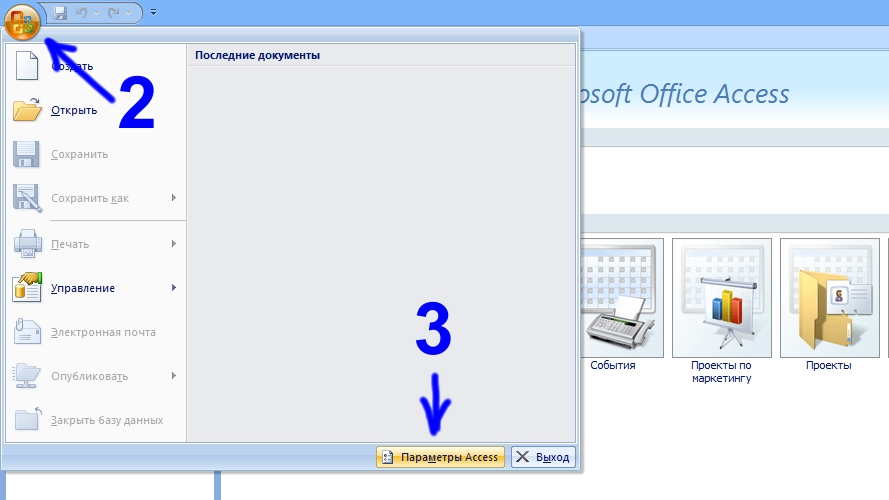 Последние документы
Создать
2
Открыть
osoft Office Access
Сохранить
Сохранить как
Печать
Управление
Электронная почта
3
События
Проекты по
маркетингу
Проекты
Опубликовать
Закрыть базу данных
Параметры Access
Выход